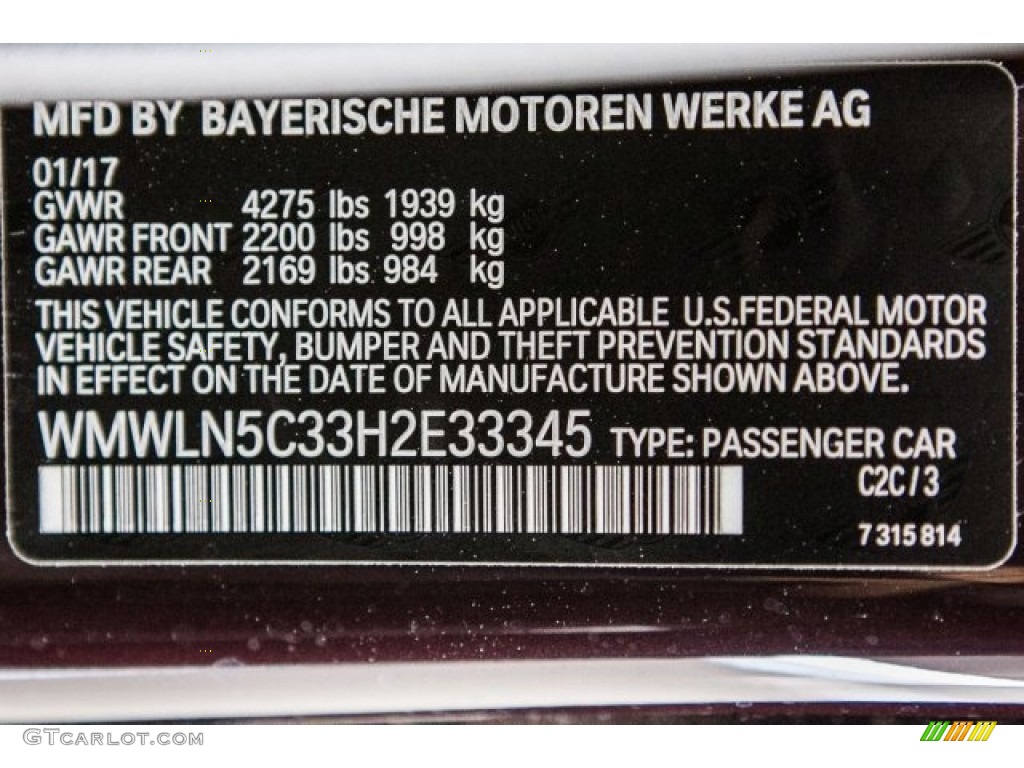 MFD BY BAYERISCHE MOTOREN WERKE AG
01/17
GVWR 4275 lbs 1939 kg
GAWR FRONT 2200 lbs 998 kg
GAWR REAR 2169 lbs 984 kg
THIS VEHICLE CONFORMS TO ALL APPLICABLE U.S.FEDERAL MOTOR
VEHICLE SAFETY, BUMPER AND THEFT PREVENTION STANDARDS
IN EFFECT ON THE DATE OF MANUFACTURE SHOWN ABOVE.
WMWLN5C33H2E33345 TYPE: PASSENGER CAR
C2C/3
7 315 814
GTcarlot.com